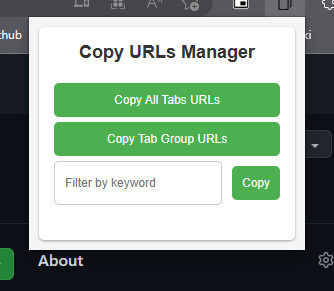 thub
ki
Copy URLs Manager
Copy All Tabs URLs
Copy Tab Group URLs
Filter by keyword
Copy
About